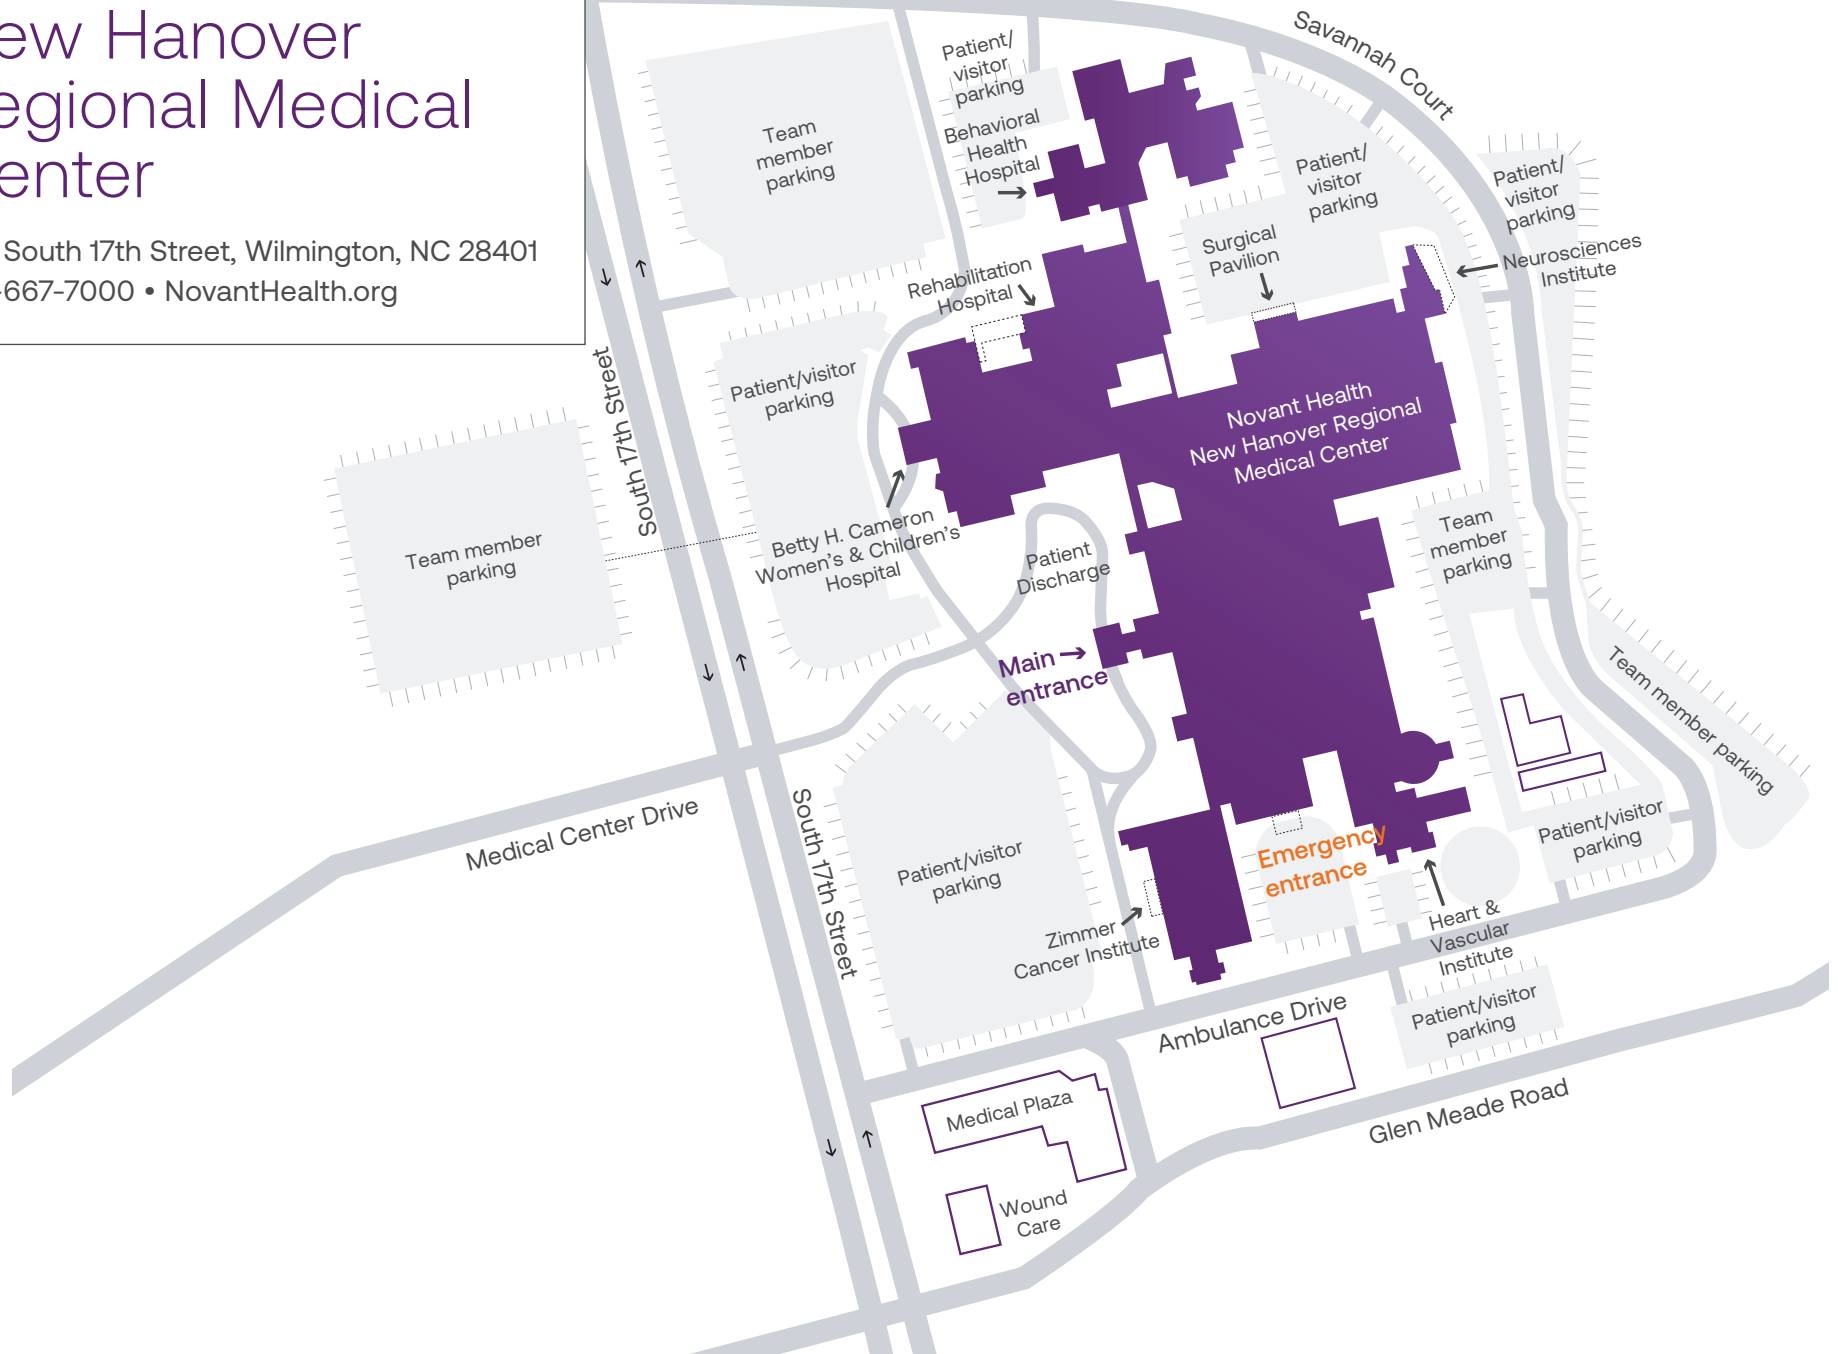 ew Hanover
egional Medical
enter
South 17th Street, Wilmington, NC 28401
-667-7000 • NovantHealth.org
Savannah Court
Patient/
visitor
parking
Behavioral
Health
Hospital
Team
member
parking
Patient/
visitor
parking
Patient/
visitor
parking
Surgical
Pavilion
Neurosciences
Institute
Rehabilitation
Hospital
South 17th Street
Patient/visitor
parking
Novant Health
New Hanover Regional
Medical Center
Team member
parking
Betty H. Cameron
Women's & Children's
Hospital
Patient
Discharge
Team
member
parking
Main
entrance
Team member parking
Medical Center Drive
South 17th Street
Patient/visitor
parking
Emergency
entrance
Patient/visitor
parking
Zimmer
Cancer Institute
Heart &
Vascular
Institute
Ambulance Drive
Patient/visitor
parking
Medical Plaza
Glen Meade Road
Wound
Care